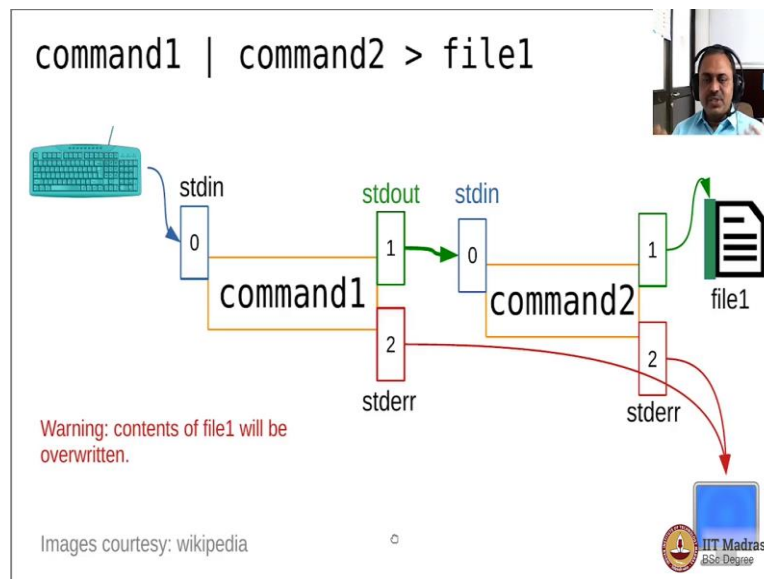 command1 | command2 > file1
stdin
stdout
stdin
0
1
0
1
command1
command2
file1
2
2
stderr
stderr
Warning: contents of file1 will be
overwritten.
Images courtesy: wikipedia
IIT Madras
BSc Degree